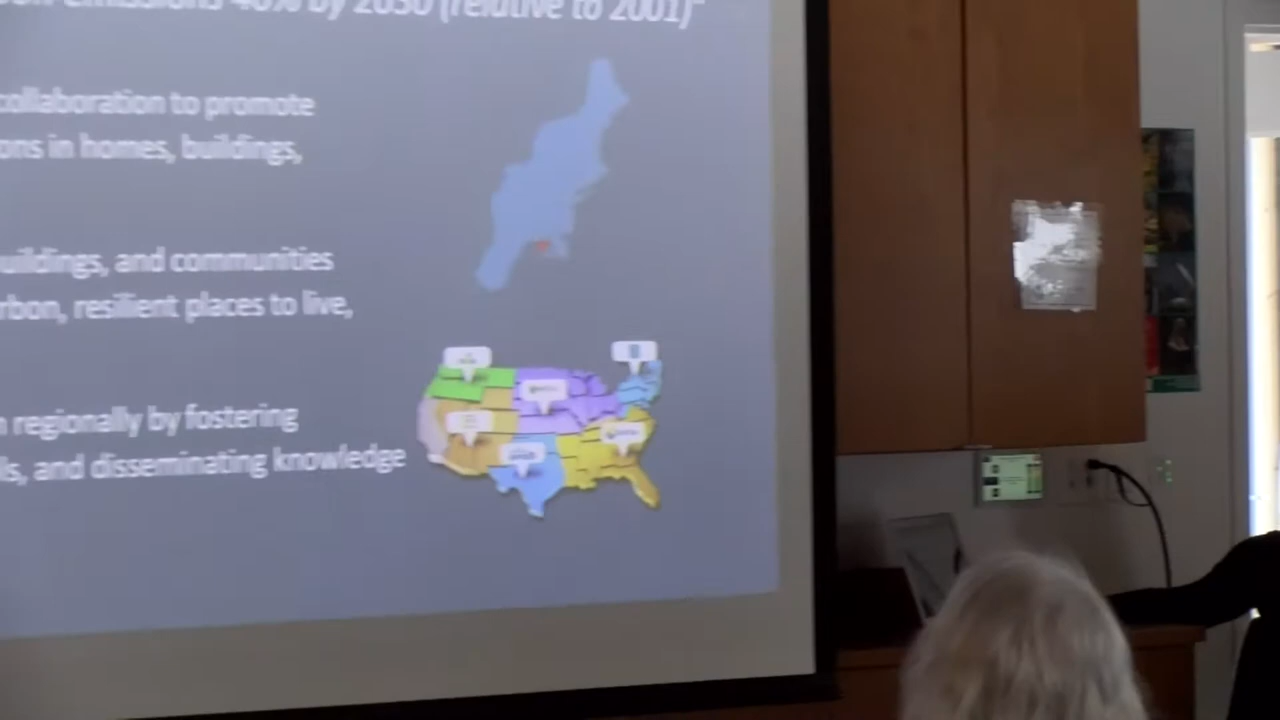 emissions 40% by 2030 (relative to 2001)"
collaboration to promote
ons in homes, buildings,
uildings, and communities
rbon, resilient places to live,
regionally by fostering
ls, and disseminating knowledge